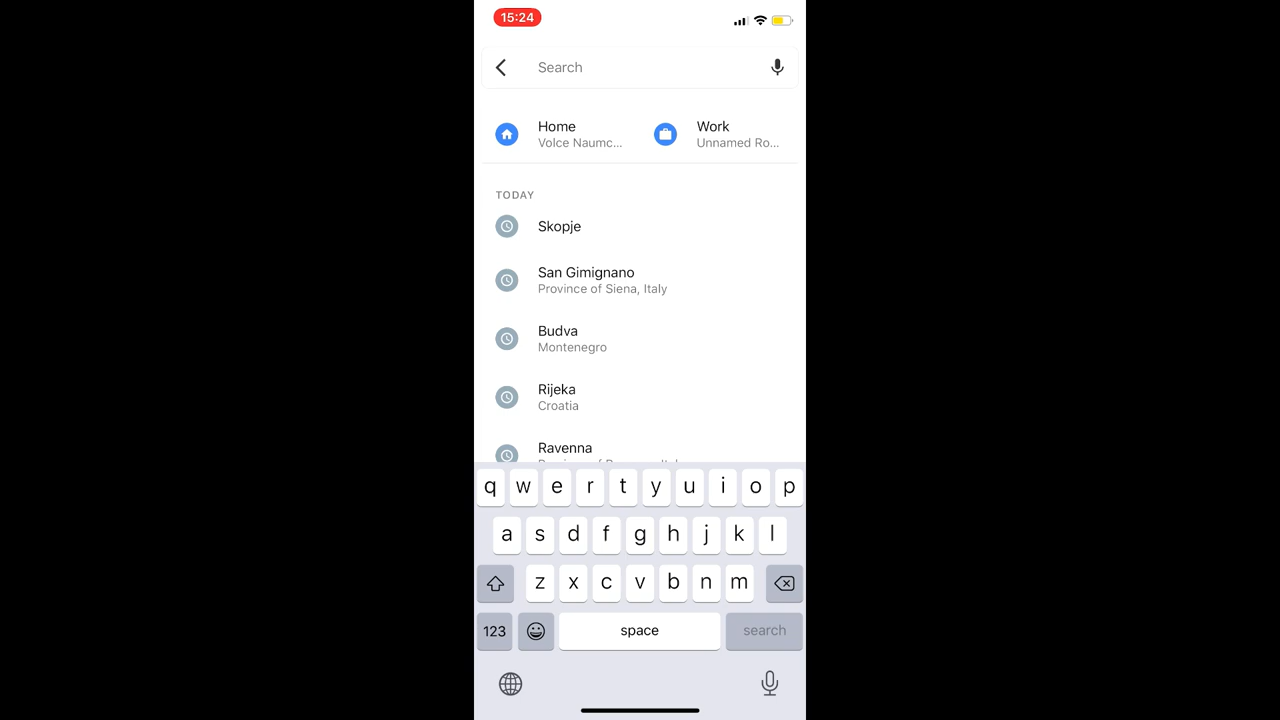 15:24
Search
Home
Work
Volce Naumc...
Unnamed Ro...
TODAY
Skopje
San Gimignano
Province of Siena, Italy
Budva
Montenegro
Rijeka
Croatia
Ravenna
q w e r t y u i o p
a s d f g h j k l
z x c v b n m
123 space search